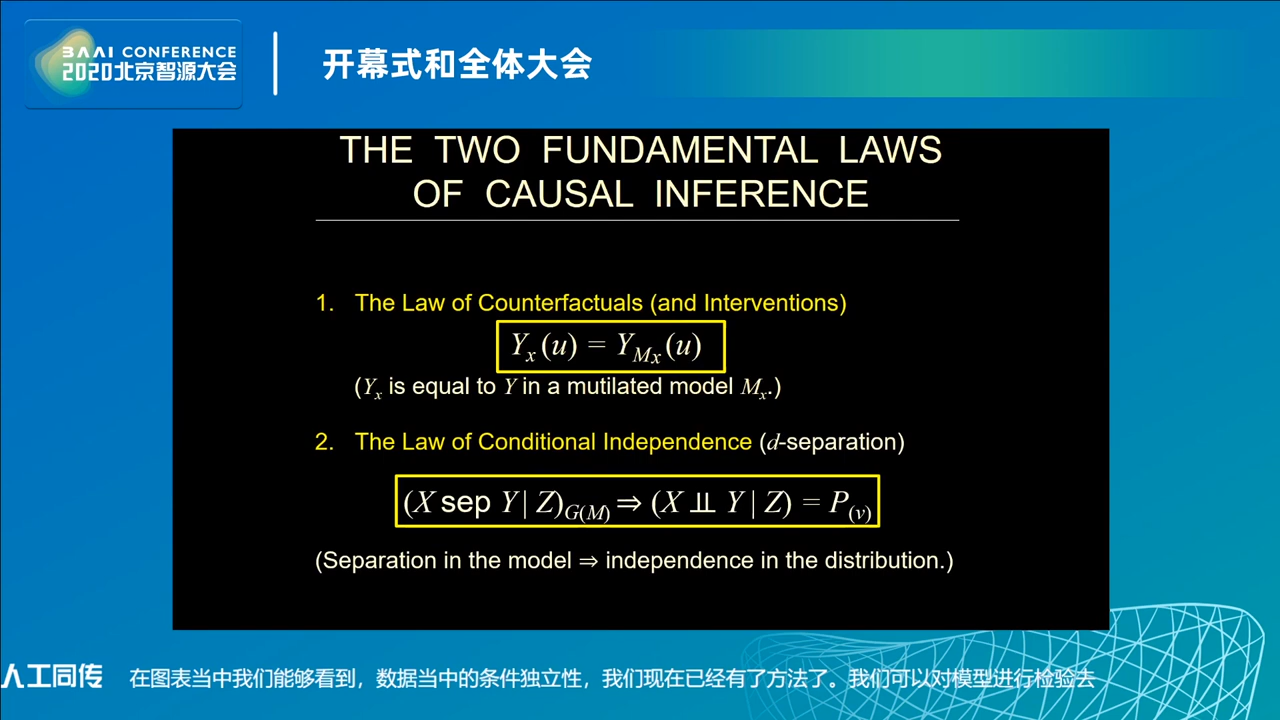 BAAI CONFERENCE
2020北京智源大会
开幕式和全体大会
THE TWO FUNDAMENTAL LAWS
OF CAUSAL INFERENCE
1. The Law of Counterfactuals (and Interventions)
Yₓ(u) = Y_{Mₓ}(u)
(Yₓ is equal to Y in a mutilated model Mₓ.)
2. The Law of Conditional Independence (d-separation)
(X sep Y | Z)_{G(M)} ⇒ (X ⫫ Y | Z) = P_{(v)}
(Separation in the model ⇒ independence in the distribution.)
人工同传 在图表当中我们能够看到，数据当中的条件独立性，我们现在已经有了方法了。我们可以对模型进行检验去